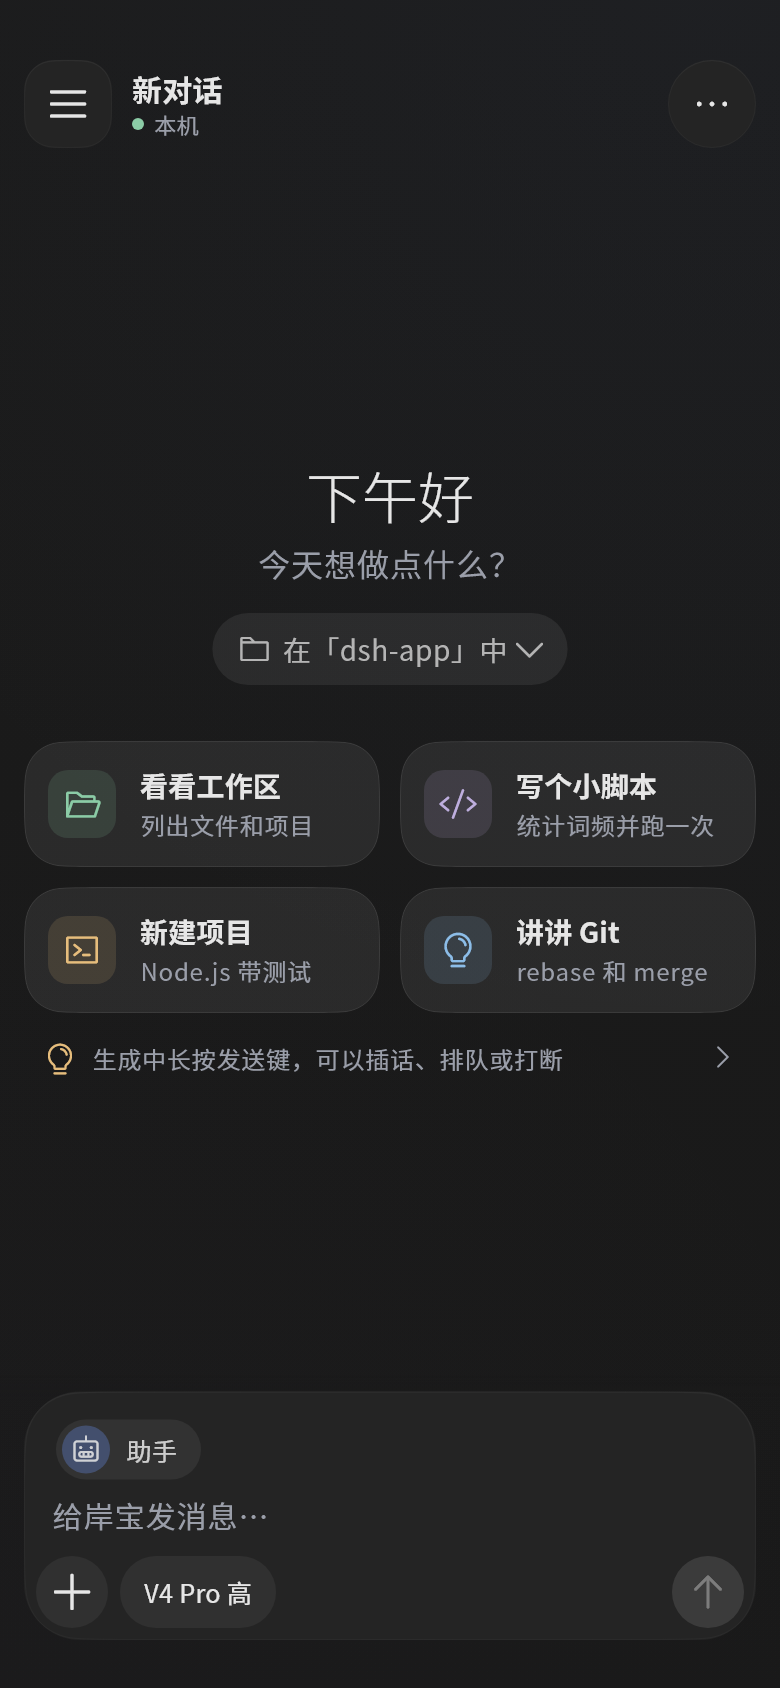 新对话
本机
下午好
今天想做点什么?
在「dsh-app」中
看看工作区
列出文件和项目
写个小脚本
统计词频并跑一次
新建项目
Node.js 带测试
讲讲 Git
rebase 和 merge
生成中长按发送键，可以插话、排队或打断
助手
给岸宝发消息…
V4 Pro 高